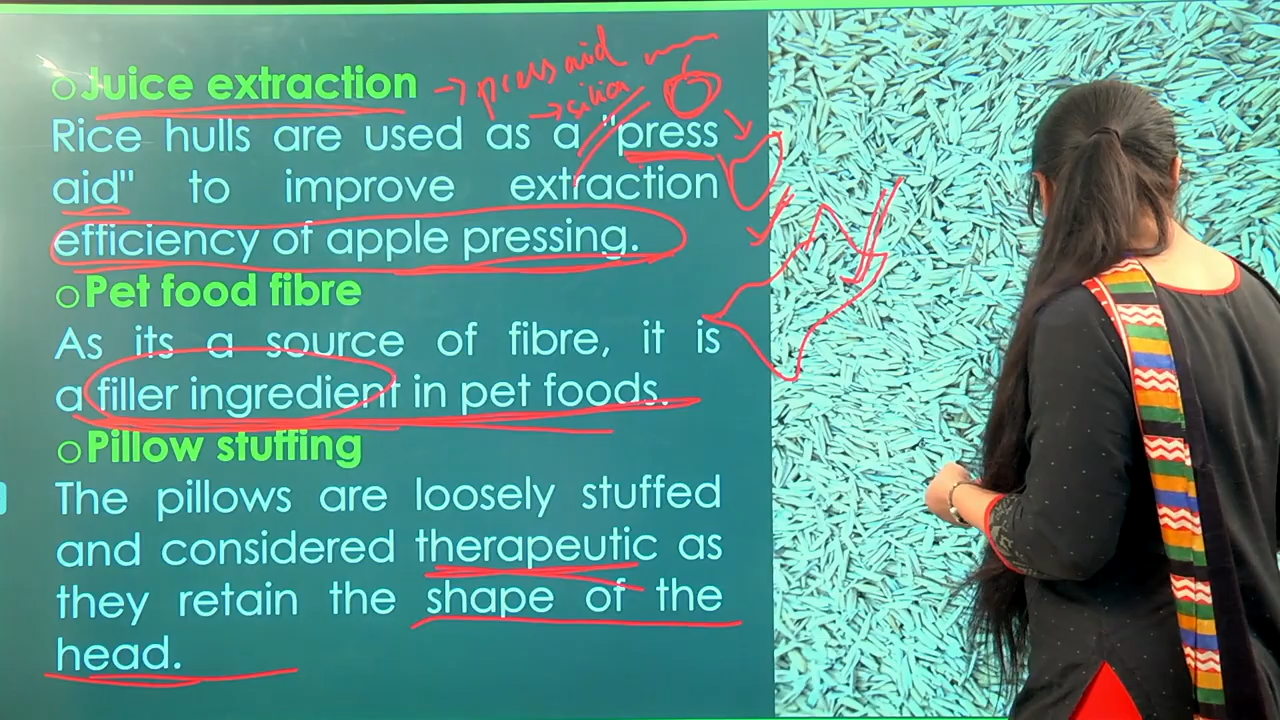 Juice extraction → press aid
→ silica
Rice hulls are used as a "press
aid" to improve extraction
efficiency of apple pressing.
Pet food fibre
As its a source of fibre, it is
a filler ingredient in pet foods.
Pillow stuffing
The pillows are loosely stuffed
and considered therapeutic as
they retain the shape of the
head.